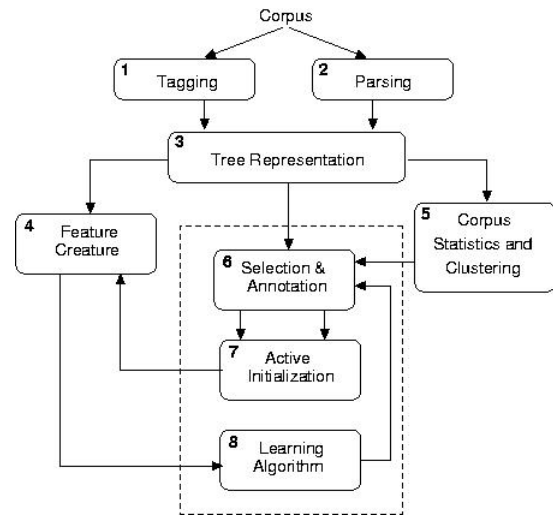 Corpus
1
Tagging
2
Parsing
3
Tree Representation
4
Feature
Creature
5
Corpus
Statistics and
Clustering
6
Selection &
Annotation
7
Active
Initialization
8
Learning
Algorithm